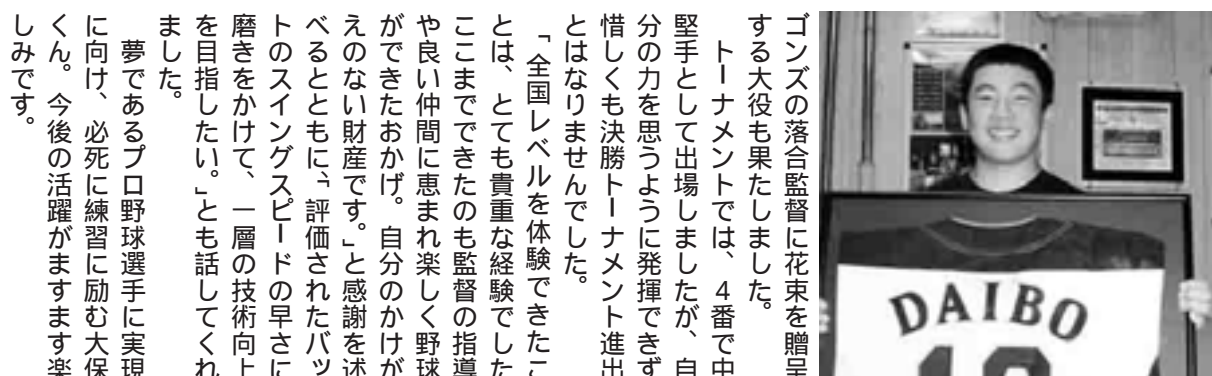 ゴンズの落合監督に花束を贈呈
する大役も果たしました。
トーナメントでは、4番で中
堅手として出場しましたが、自
分の力を思うように発揮できず
惜しくも決勝トーナメント進出
とはなりませんでした。
「全国レベルを体験できたこ
とは、とても貴重な経験でした
ここまでできたのも監督の指導
や良い仲間に恵まれ楽しく野球
ができたおかげ。自分のかけが
えのない財産です。」と感謝を述
べるとともに、「評価されたバッ
トのスイングスピードの早さに
磨きをかけて、一層の技術向上
を目指したい。」とも話してくれ
ました。
夢であるプロ野球選手に実現
に向け、必死に練習に励む大保
くん。今後の活躍がますます楽
しみです。
DAIBO